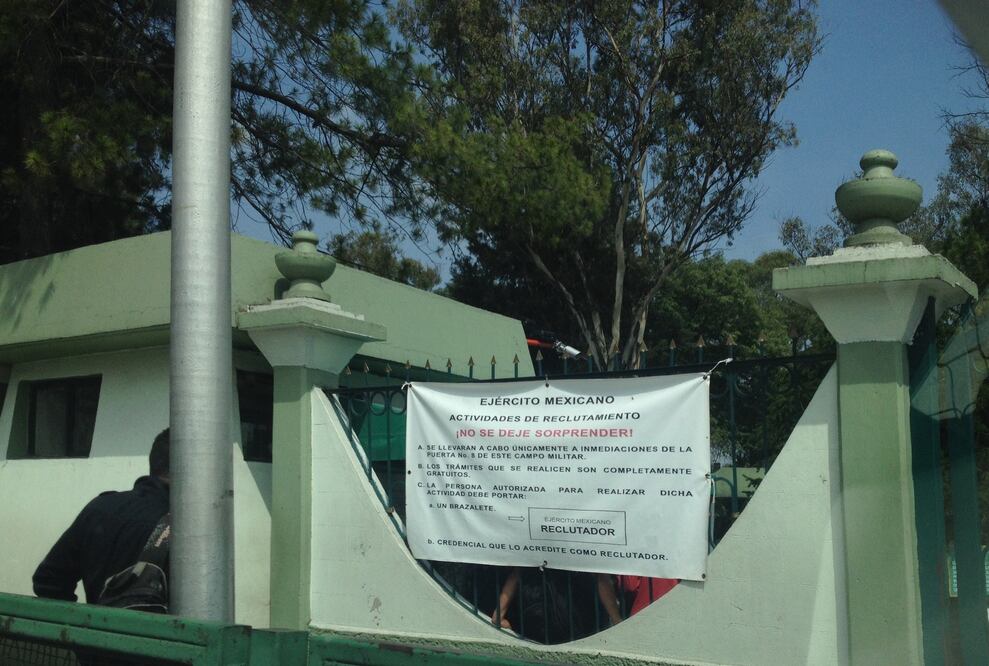 EJÉRCITO MEXICANO
ACTIVIDADES DE RECLUTAMIENTO
¡NO SE DEJE SORPRENDER!
A. SE LLEVARAN A CABO ÚNICAMENTE A INMEDIACIONES DE LA
PUERTA No. 8 DE ESTE CAMPO MILITAR.
B. LOS TRÁMITES QUE SE REALICEN SON COMPLETAMENTE
GRATUITOS.
C. LA PERSONA AUTORIZADA PARA REALIZAR DICHA
ACTIVIDAD DEBE PORTAR:
a. UN BRAZALETE.
EJÉRCITO MEXICANO
RECLUTADOR
b. CREDENCIAL QUE LO ACREDITE COMO RECLUTADOR.